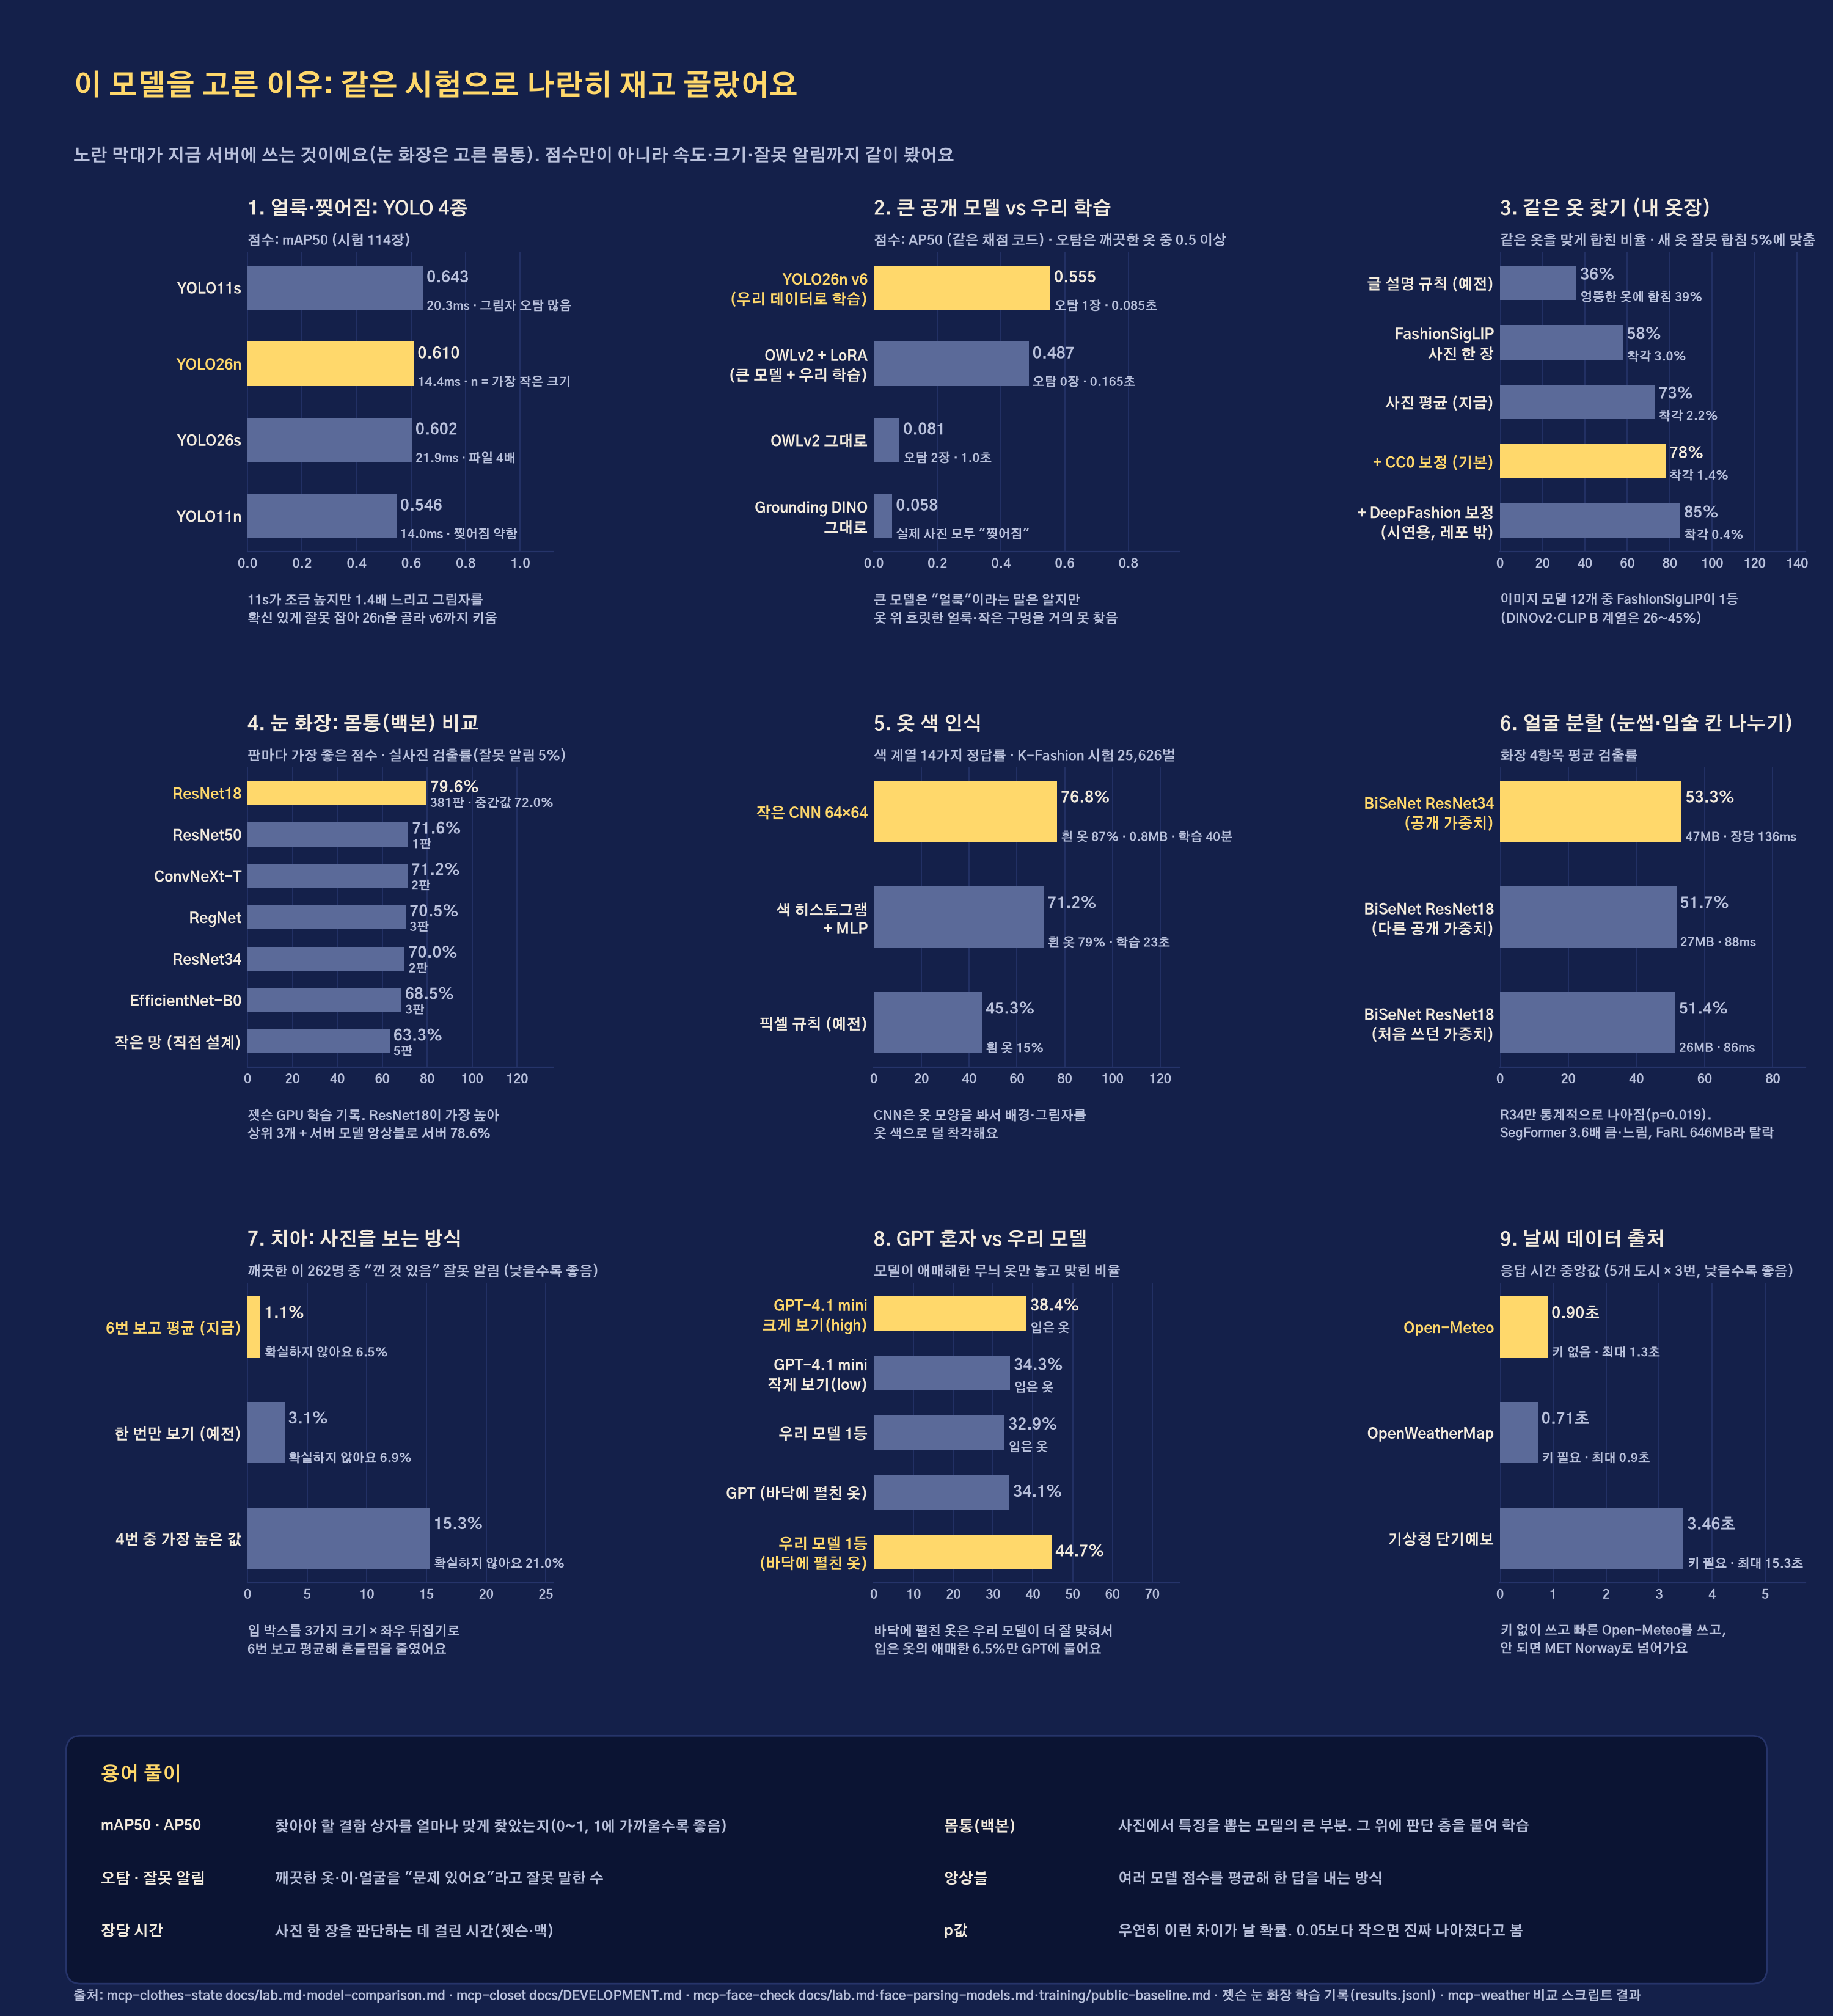 이 모델을 고른 이유: 같은 시험으로 나란히 재고 골랐어요
노란 막대가 지금 서버에 쓰는 것이에요(눈 화장은 고른 몸통). 점수만이 아니라 속도·크기·잘못 알림까지 같이 봤어요
1. 얼룩·찢어짐: YOLO 4종
점수: mAP50 (시험 114장)
YOLO11s
0.643
20.3ms · 그림자 오탐 많음
YOLO26n
0.610
14.4ms · n = 가장 작은 크기
YOLO26s
0.602
21.9ms · 파일 4배
YOLO11n
0.546
14.0ms · 찢어짐 약함
0.0 0.2 0.4 0.6 0.8 1.0
11s가 조금 높지만 1.4배 느리고 그림자를
확신 있게 잘못 잡아 26n을 골라 v6까지 키움
2. 큰 공개 모델 vs 우리 학습
점수: AP50 (같은 채점 코드) · 오탐은 깨끗한 옷 중 0.5 이상
YOLO26n v6
(우리 데이터로 학습)
0.555
오탐 1장 · 0.085초
OWLv2 + LoRA
(큰 모델 + 우리 학습)
0.487
오탐 0장 · 0.165초
OWLv2 그대로
0.081
오탐 2장 · 1.0초
Grounding DINO
그대로
0.058
실제 사진 모두 "찢어짐"
0.0 0.2 0.4 0.6 0.8
큰 모델은 "얼룩"이라는 말은 알지만
옷 위 흐릿한 얼룩·작은 구멍을 거의 못 찾음
3. 같은 옷 찾기 (내 옷장)
같은 옷을 맞게 합친 비율 · 새 옷 잘못 합침 5%에 맞춤
글 설명 규칙 (예전)
36%
엉뚱한 옷에 합침 39%
FashionSigLIP
사진 한 장
58%
착각 3.0%
사진 평균 (지금)
73%
착각 2.2%
+ CC0 보정 (기본)
78%
착각 1.4%
+ DeepFashion 보정
(시연용, 레포 밖)
85%
착각 0.4%
0 20 40 60 80 100 120 140
이미지 모델 12개 중 FashionSigLIP이 1등
(DINOv2·CLIP B 계열은 26~45%)
4. 눈 화장: 몸통(백본) 비교
판마다 가장 좋은 점수 · 실사진 검출률(잘못 알림 5%)
ResNet18
79.6%
381판 · 중간값 72.0%
ResNet50
71.6%
1판
ConvNeXt-T
71.2%
2판
RegNet
70.5%
3판
ResNet34
70.0%
2판
EfficientNet-B0
68.5%
3판
작은 망 (직접 설계)
63.3%
5판
0 20 40 60 80 100 120
젯슨 GPU 학습 기록. ResNet18이 가장 높아
상위 3개 + 서버 모델 앙상블로 서버 78.6%
5. 옷 색 인식
색 계열 14가지 정답률 · K-Fashion 시험 25,626벌
작은 CNN 64×64
76.8%
흰 옷 87% · 0.8MB · 학습 40분
색 히스토그램
+ MLP
71.2%
흰 옷 79% · 학습 23초
픽셀 규칙 (예전)
45.3%
흰 옷 15%
0 20 40 60 80 100 120
CNN은 옷 모양을 봐서 배경·그림자를
옷 색으로 덜 착각해요
6. 얼굴 분할 (눈썹·입술 칸 나누기)
화장 4항목 평균 검출률
BiSeNet ResNet34
(공개 가중치)
53.3%
47MB · 장당 136ms
BiSeNet ResNet18
(다른 공개 가중치)
51.7%
27MB · 88ms
BiSeNet ResNet18
(처음 쓰던 가중치)
51.4%
26MB · 86ms
0 20 40 60 80
R34만 통계적으로 나아짐(p=0.019).
SegFormer 3.6배 큼·느림, FaRL 646MB라 탈락
7. 치아: 사진을 보는 방식
깨끗한 이 262명 중 "낀 것 있음" 잘못 알림 (낮을수록 좋음)
6번 보고 평균 (지금)
1.1%
확실하지 않아요 6.5%
한 번만 보기 (예전)
3.1%
확실하지 않아요 6.9%
4번 중 가장 높은 값
15.3%
확실하지 않아요 21.0%
0 5 10 15 20 25
입 박스를 3가지 크기 × 좌우 뒤집기로
6번 보고 평균해 흔들림을 줄였어요
8. GPT 혼자 vs 우리 모델
모델이 애매해한 무늬 옷만 놓고 맞힌 비율
GPT-4.1 mini
크게 보기(high)
38.4%
입은 옷
GPT-4.1 mini
작게 보기(low)
34.3%
입은 옷
우리 모델 1등
32.9%
입은 옷
GPT (바닥에 펼친 옷)
34.1%
우리 모델 1등
(바닥에 펼친 옷)
44.7%
0 10 20 30 40 50 60 70
바닥에 펼친 옷은 우리 모델이 더 잘 맞혀서
입은 옷의 애매한 6.5%만 GPT에 물어요
9. 날씨 데이터 출처
응답 시간 중앙값 (5개 도시 × 3번, 낮을수록 좋음)
Open-Meteo
0.90초
키 없음 · 최대 1.3초
OpenWeatherMap
0.71초
키 필요 · 최대 0.9초
기상청 단기예보
3.46초
키 필요 · 최대 15.3초
0 1 2 3 4 5
키 없이 쓰고 빠른 Open-Meteo를 쓰고,
안 되면 MET Norway로 넘어가요
용어 풀이
mAP50 · AP50
찾아야 할 결함 상자를 얼마나 맞게 찾았는지(0~1, 1에 가까울수록 좋음)
몸통(백본)
사진에서 특징을 뽑는 모델의 큰 부분. 그 위에 판단 층을 붙여 학습
오탐 · 잘못 알림
깨끗한 옷·이·얼굴을 "문제 있어요"라고 잘못 말한 수
앙상블
여러 모델 점수를 평균해 한 답을 내는 방식
장당 시간
사진 한 장을 판단하는 데 걸린 시간(젯슨·맥)
p값
우연히 이런 차이가 날 확률. 0.05보다 작으면 진짜 나아졌다고 봄
출처: mcp-clothes-state docs/lab.md·model-comparison.md · mcp-closet docs/DEVELOPMENT.md · mcp-face-check docs/lab.md·face-parsing-models.md·training/public-baseline.md · 젯슨 눈 화장 학습 기록(results.jsonl) · mcp-weather 비교 스크립트 결과